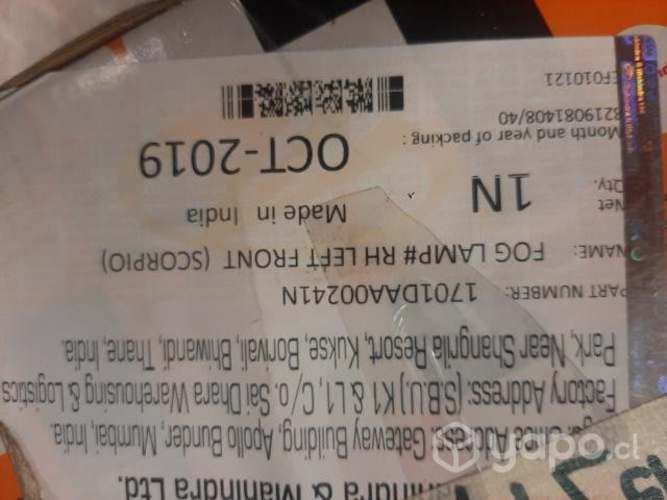 Mahindra & Mahindra Ltd.
Office Address: Gateway Building, Apollo Bunder, Mumbai, India.
Factory Address: (S.B.U) K1 & L1, C/o. Sai Dhara Warehousing & Logistics
Park, Near Shangrila Resort, Kukse, Borivali, Bhiwandi, Thane, India.
PART NUMBER: 1701DAA00241N
NAME: FOG LAMP# RH LEFT FRONT (SCORPIO)
Net
Qty. 1N Made in India
Month and year of packing : OCT-2019
8219081408/40
EF010121
yapo.cl